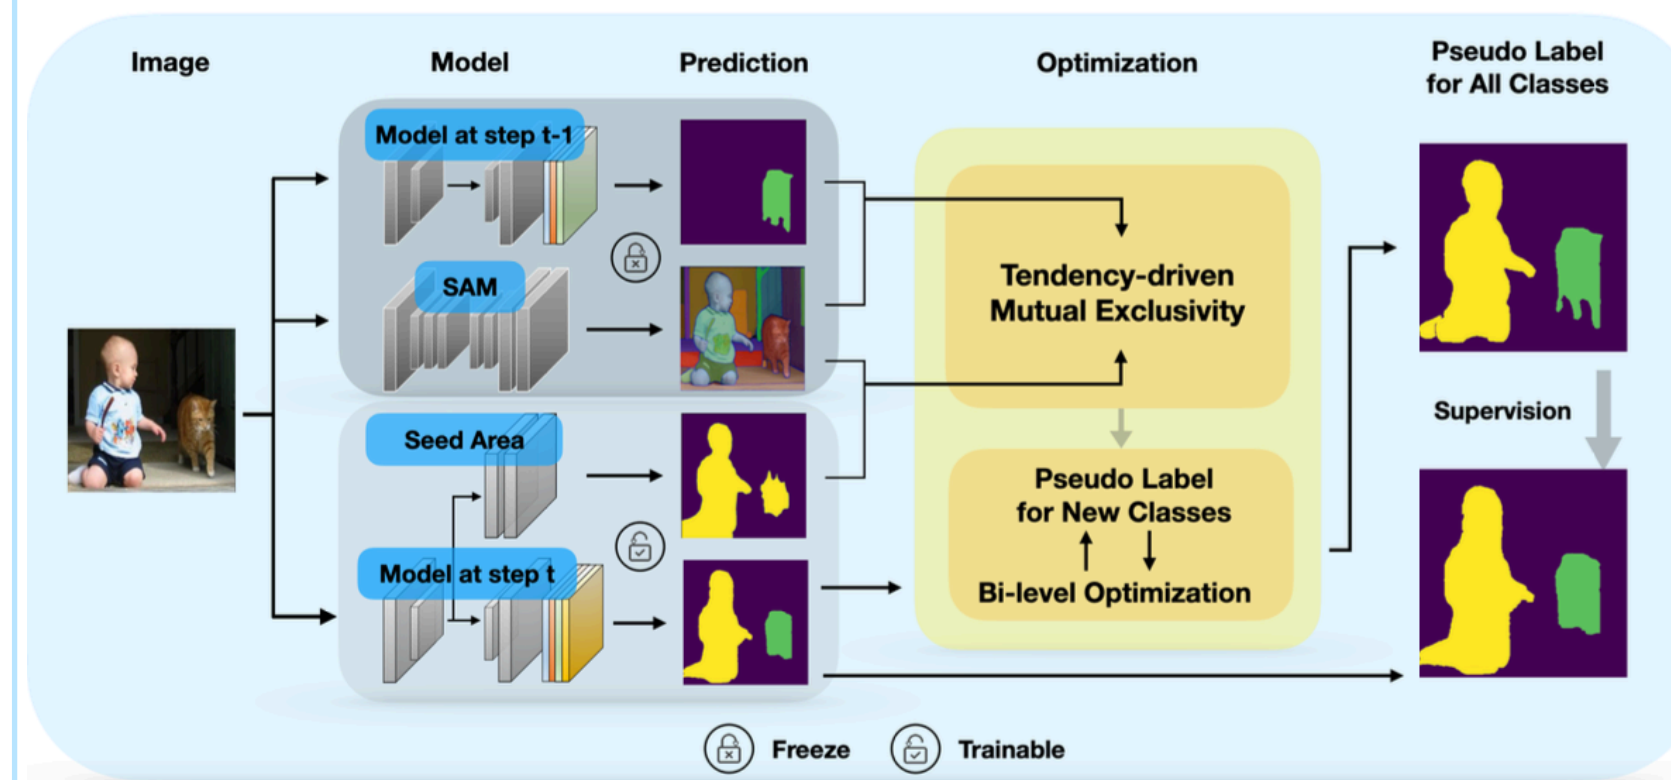 Image
Model
Prediction
Optimization
Pseudo Label
for All Classes
Model at step t-1
SAM
Tendency-driven
Mutual Exclusivity
Supervision
Seed Area
Pseudo Label
for New Classes
Model at step t
Bi-level Optimization
Freeze
Trainable